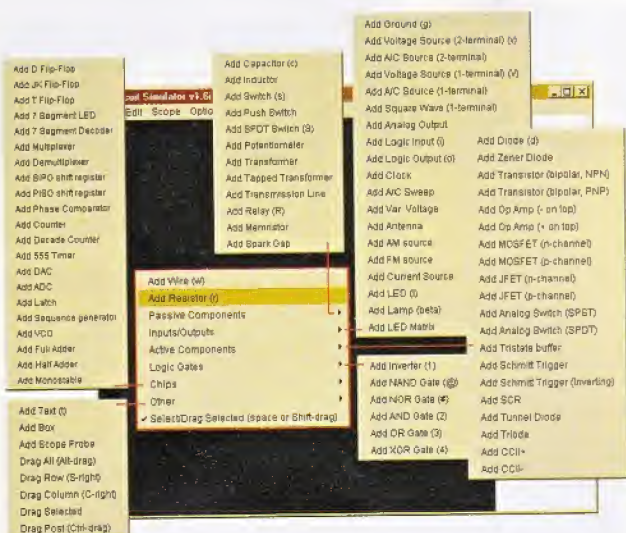 Add D Flip-Flop
Add JK Flip-Flop
Add T Flip-Flop
Add 7 Segment LED
Add 7 Segment Decoder
Add Multiplexer
Add Demultiplexer
Add SIPO shift register
Add PISO shift register
Add Phase Comparator
Add Counter
Add Decade Counter
Add 555 Timer
Add DAC
Add ADC
Add Latch
Add Sequence generator
Add VCO
Add Full Adder
Add Half Adder
Add Monostable
Add Text (t)
Add Box
Add Scope Probe
Drag All (Alt-drag)
Drag Row (S-right)
Drag Column (C-right)
Drag Selected
Drag Post (Ctrl-drag)
Simulator
Edit Scope
Add Capacitor (c)
Add Inductor
Add Switch (s)
Add Push Switch
Add SPDT Switch (S)
Add Potentiometer
Add Transformer
Add Tapped Transformer
Add Transmission Line
Add Relay (R)
Add Memristor
Add Spark Gap
Add Wire (w)
Add Resistor (r)
Passive Components
Inputs/Outputs
Active Components
Logic Gates
Chips
Other
Select/Drag Selected (space or Shift-drag)
Add Ground (g)
Add Voltage Source (2-terminal) (v)
Add A/C Source (2-terminal)
Add Voltage Source (1-terminal) (V)
Add A/C Source (1-terminal)
Add Square Wave (1-terminal)
Add Analog Output
Add Logic Input (i)
Add Logic Output (o)
Add Clock
Add A/C Sweep
Add Var. Voltage
Add Antenna
Add AM source
Add FM source
Add Current Source
Add LED (l)
Add Lamp (beta)
Add LED Matrix
Add Inverter (1)
Add NAND Gate (@)
Add NOR Gate (#)
Add AND Gate (2)
Add OR Gate (3)
Add XOR Gate (4)
Add Diode (d)
Add Zener Diode
Add Transistor (bipolar, NPN)
Add Transistor (bipolar, PNP)
Add Op Amp (- on top)
Add Op Amp (+ on top)
Add MOSFET (n-channel)
Add MOSFET (p-channel)
Add JFET (n-channel)
Add JFET (p-channel)
Add Analog Switch (SPST)
Add Analog Switch (SPDT)
Add Tristate buffer
Add Schmitt Trigger
Add Schmitt Trigger (Inverting)
Add SCR
Add Tunnel Diode
Add Triode
Add CCII+
Add CCII-